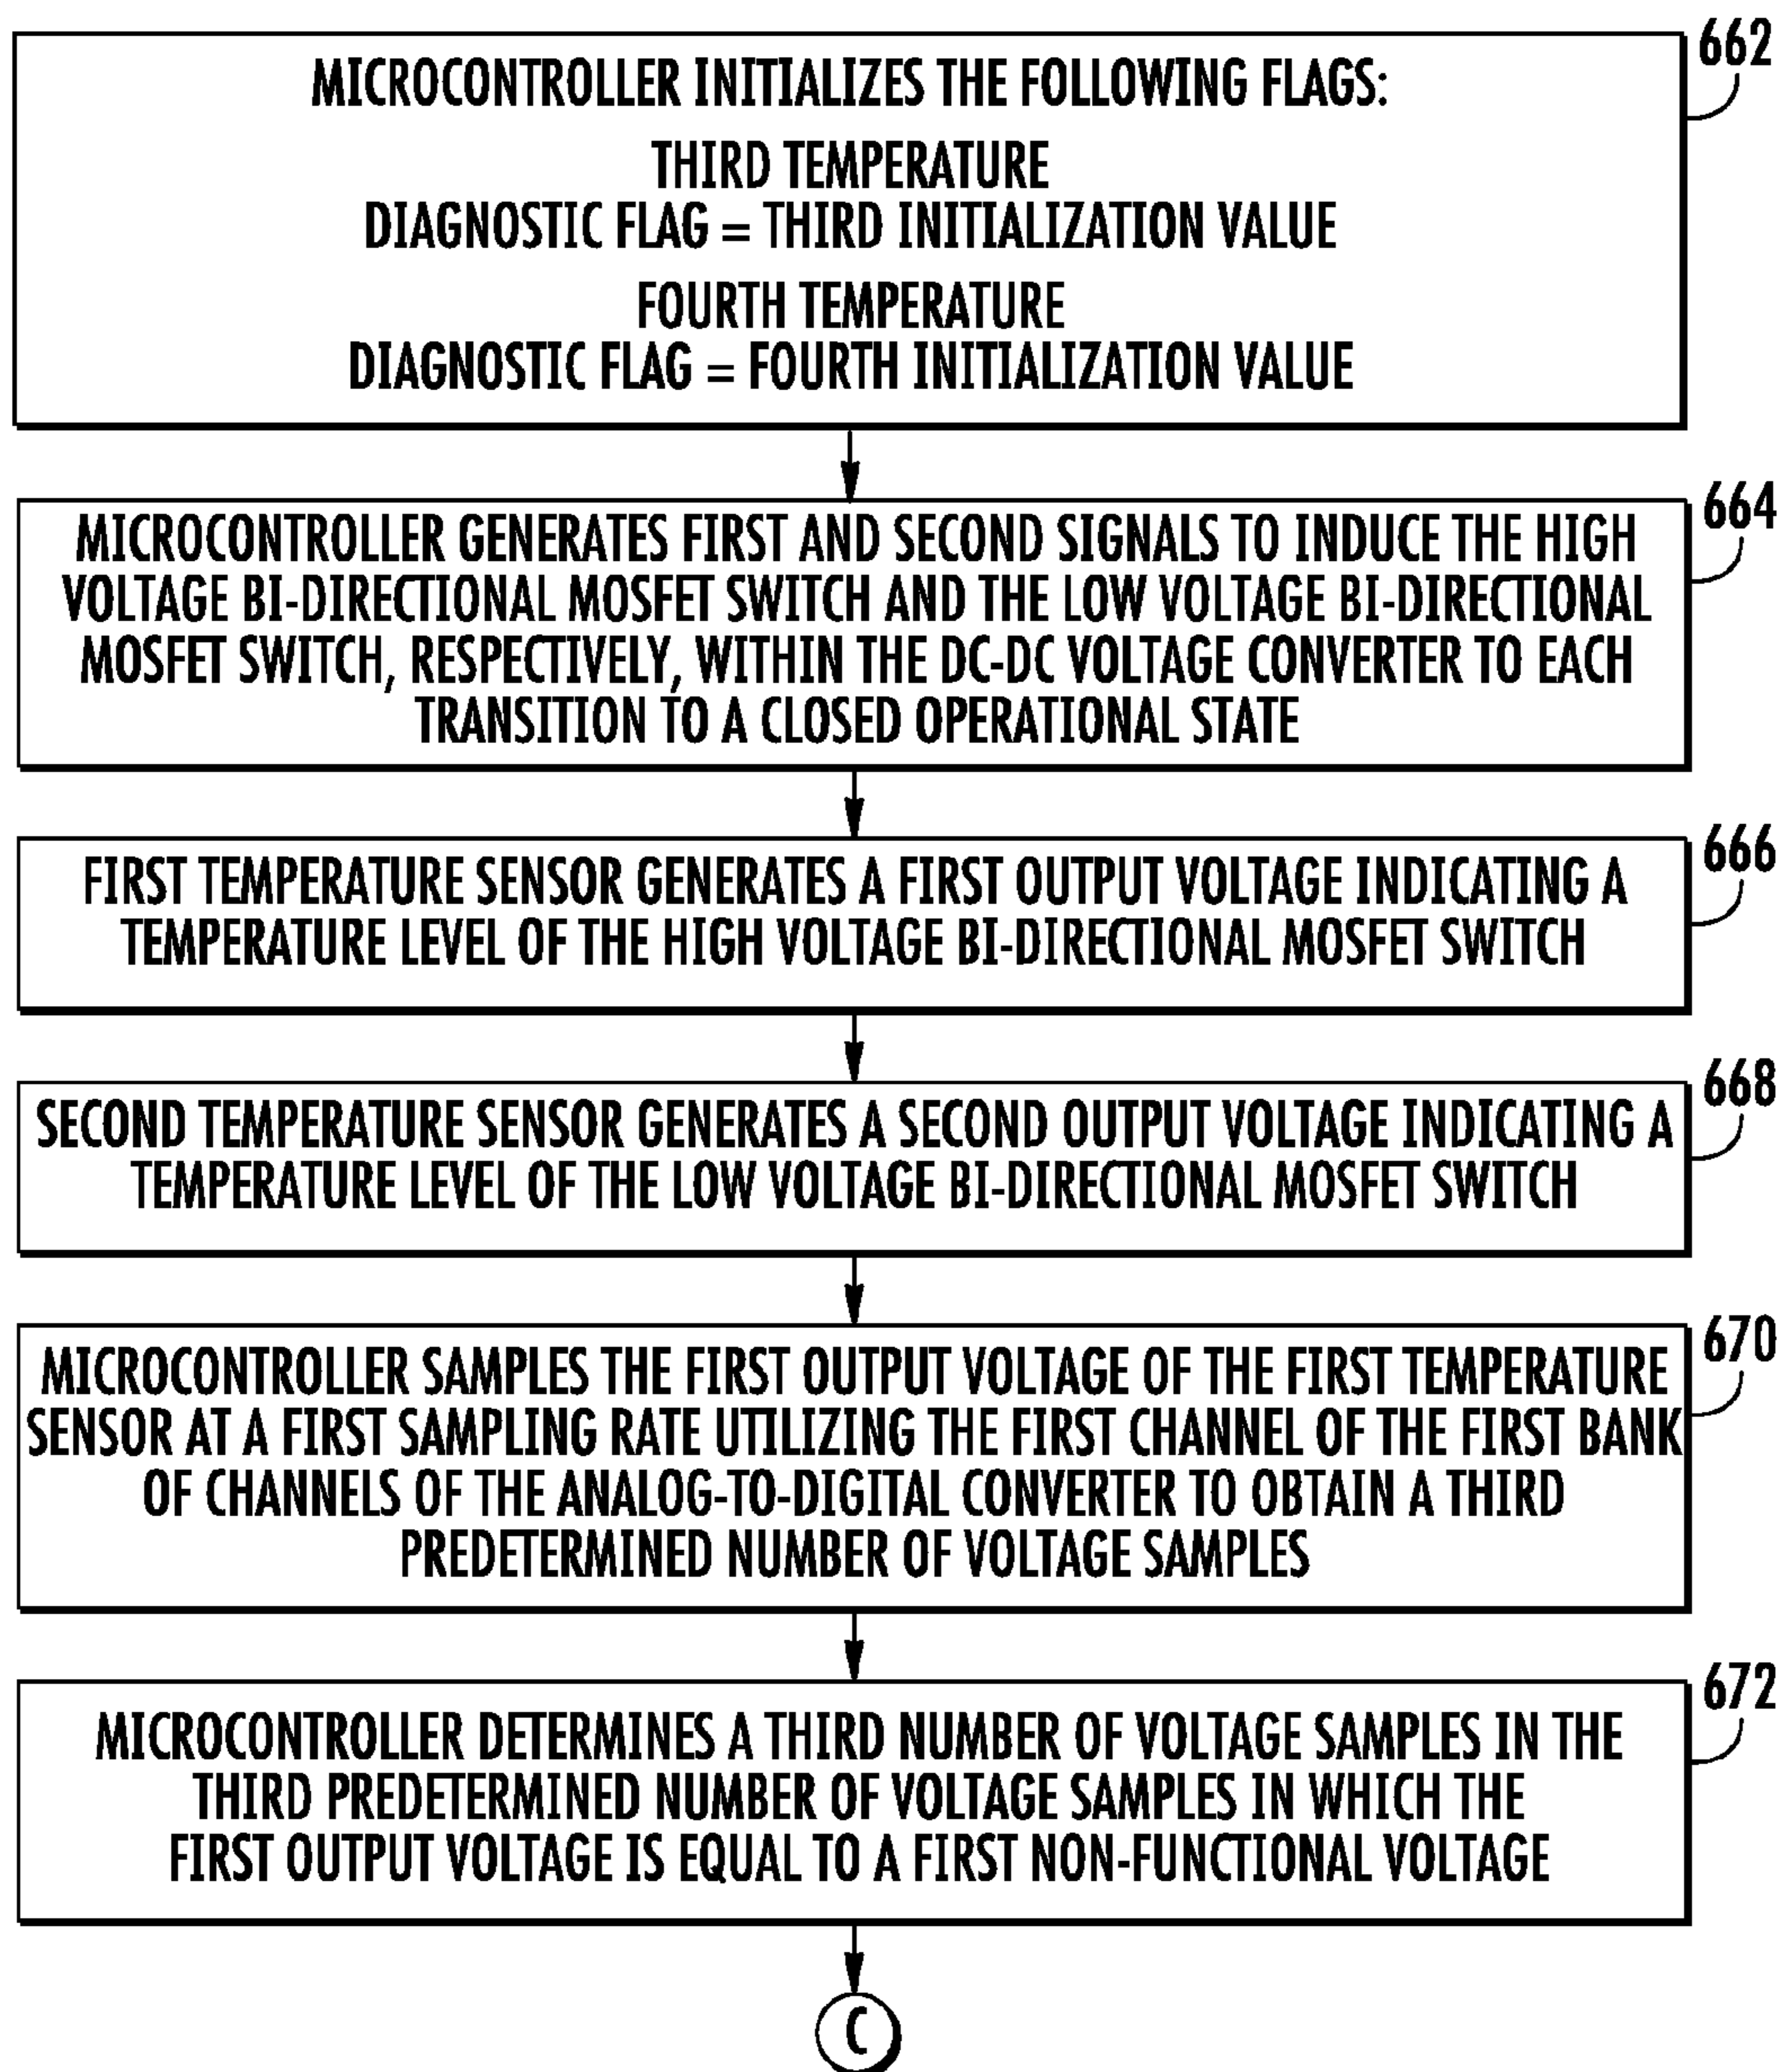 662
MICROCONTROLLER INITIALIZES THE FOLLOWING FLAGS:
THIRD TEMPERATURE
DIAGNOSTIC FLAG = THIRD INITIALIZATION VALUE
FOURTH TEMPERATURE
DIAGNOSTIC FLAG = FOURTH INITIALIZATION VALUE
664
MICROCONTROLLER GENERATES FIRST AND SECOND SIGNALS TO INDUCE THE HIGH
VOLTAGE BI-DIRECTIONAL MOSFET SWITCH AND THE LOW VOLTAGE BI-DIRECTIONAL
MOSFET SWITCH, RESPECTIVELY, WITHIN THE DC-DC VOLTAGE CONVERTER TO EACH
TRANSITION TO A CLOSED OPERATIONAL STATE
666
FIRST TEMPERATURE SENSOR GENERATES A FIRST OUTPUT VOLTAGE INDICATING A
TEMPERATURE LEVEL OF THE HIGH VOLTAGE BI-DIRECTIONAL MOSFET SWITCH
668
SECOND TEMPERATURE SENSOR GENERATES A SECOND OUTPUT VOLTAGE INDICATING A
TEMPERATURE LEVEL OF THE LOW VOLTAGE BI-DIRECTIONAL MOSFET SWITCH
670
MICROCONTROLLER SAMPLES THE FIRST OUTPUT VOLTAGE OF THE FIRST TEMPERATURE
SENSOR AT A FIRST SAMPLING RATE UTILIZING THE FIRST CHANNEL OF THE FIRST BANK
OF CHANNELS OF THE ANALOG-TO-DIGITAL CONVERTER TO OBTAIN A THIRD
PREDETERMINED NUMBER OF VOLTAGE SAMPLES
672
MICROCONTROLLER DETERMINES A THIRD NUMBER OF VOLTAGE SAMPLES IN THE
THIRD PREDETERMINED NUMBER OF VOLTAGE SAMPLES IN WHICH THE
FIRST OUTPUT VOLTAGE IS EQUAL TO A FIRST NON-FUNCTIONAL VOLTAGE
C